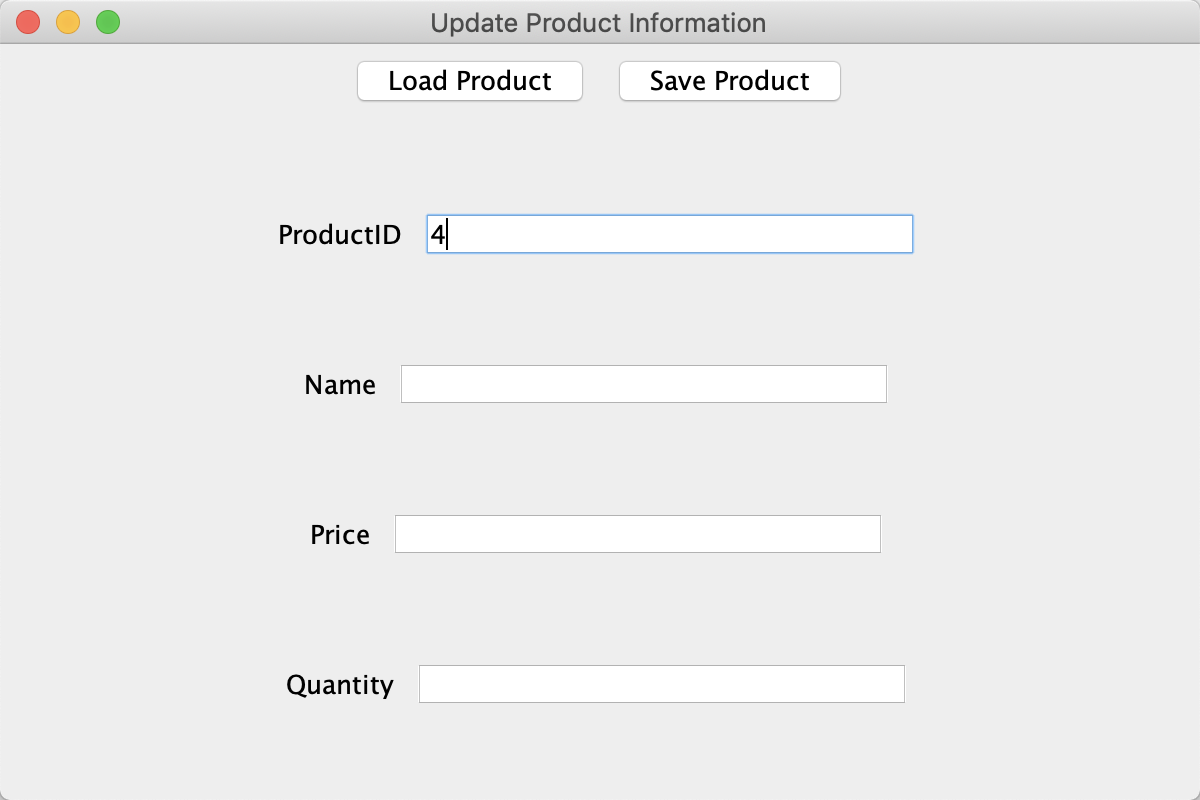 Update Product Information
Load Product Save Product
ProductID 4
Name
Price
Quantity